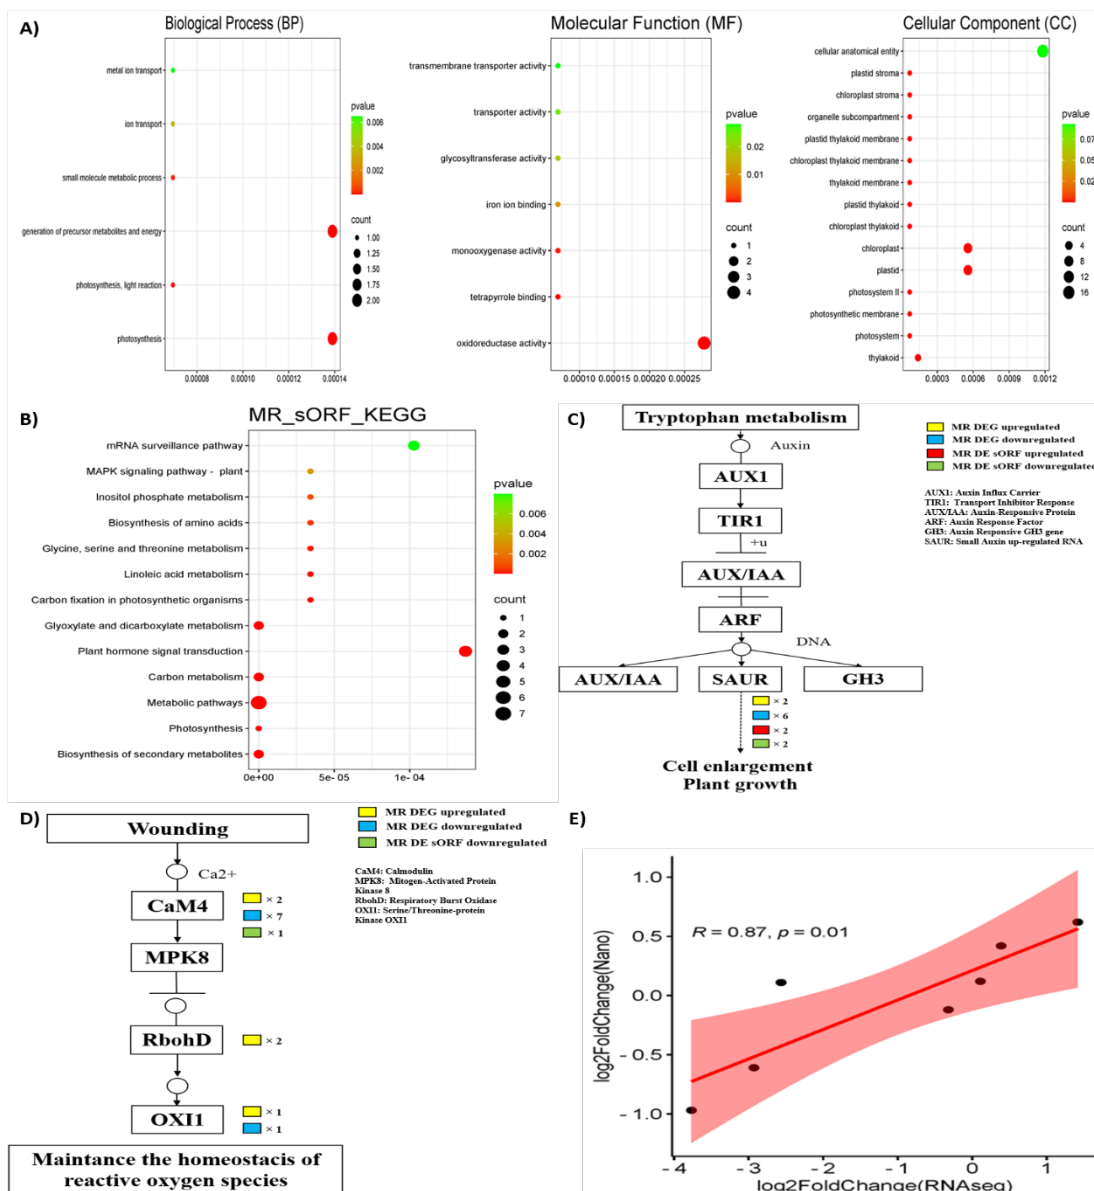 A)
Biological Process (BP)
metal ion transport
ion transport
small molecule metabolic process
generation of precursor metabolites and energy
photosynthesis, light reaction
photosynthesis
0.00008 0.00010 0.00012 0.00014
pvalue
0.006
0.004
0.002
count
1.00
1.25
1.50
1.75
2.00
Molecular Function (MF)
transmembrane transporter activity
transporter activity
glycosyltransferase activity
iron ion binding
monooxygenase activity
tetrapyrrole binding
oxidoreductase activity
0.00010 0.00015 0.00020 0.00025
pvalue
0.02
0.01
count
1
2
3
4
Cellular Component (CC)
cellular anatomical entity
plastid stroma
chloroplast stroma
organelle subcompartment
plastid thylakoid membrane
chloroplast thylakoid membrane
thylakoid membrane
plastid thylakoid
chloroplast thylakoid
chloroplast
plastid
photosystem II
photosynthetic membrane
photosystem
thylakoid
0.0003 0.0006 0.0009 0.0012
pvalue
0.07
0.05
0.02
count
4
8
12
16
B)
MR_sORF_KEGG
mRNA surveillance pathway
MAPK signaling pathway - plant
Inositol phosphate metabolism
Biosynthesis of amino acids
Glycine, serine and threonine metabolism
Linoleic acid metabolism
Carbon fixation in photosynthetic organisms
Glyoxylate and dicarboxylate metabolism
Plant hormone signal transduction
Carbon metabolism
Metabolic pathways
Photosynthesis
Biosynthesis of secondary metabolites
0e+00 5e-05 1e-04
pvalue
0.006
0.004
0.002
count
1
2
3
4
5
6
7
C)
Tryptophan metabolism
Auxin
AUX1
TIR1
+u
AUX/IAA
ARF
DNA
AUX/IAA SAUR GH3
× 2
× 6
× 2
× 2
Cell enlargement
Plant growth
MR DEG upregulated
MR DEG downregulated
MR DE sORF upregulated
MR DE sORF downregulated
AUX1: Auxin Influx Carrier
TIR1: Transport Inhibitor Response
AUX/IAA: Auxin-Responsive Protein
ARF: Auxin Response Factor
GH3: Auxin Responsive GH3 gene
SAUR: Small Auxin up-regulated RNA
D)
Wounding
Ca2+
CaM4
× 2
× 7
× 1
MPK8
RbohD
× 2
OXI1
× 1
× 1
Maintance the homeostacis of
reactive oxygen species
MR DEG upregulated
MR DEG downregulated
MR DE sORF downregulated
CaM4: Calmodulin
MPK8: Mitogen-Activated Protein
Kinase 8
RbohD: Respiratory Burst Oxidase
OXI1: Serine/Threonine-protein
Kinase OXI1
E)
R = 0.87, p = 0.01
log2FoldChange(Nano)
1.0
0.5
0.0
- 0.5
- 1.0
-4 -3 -2 -1 0 1
log2FoldChange(RNAseq)